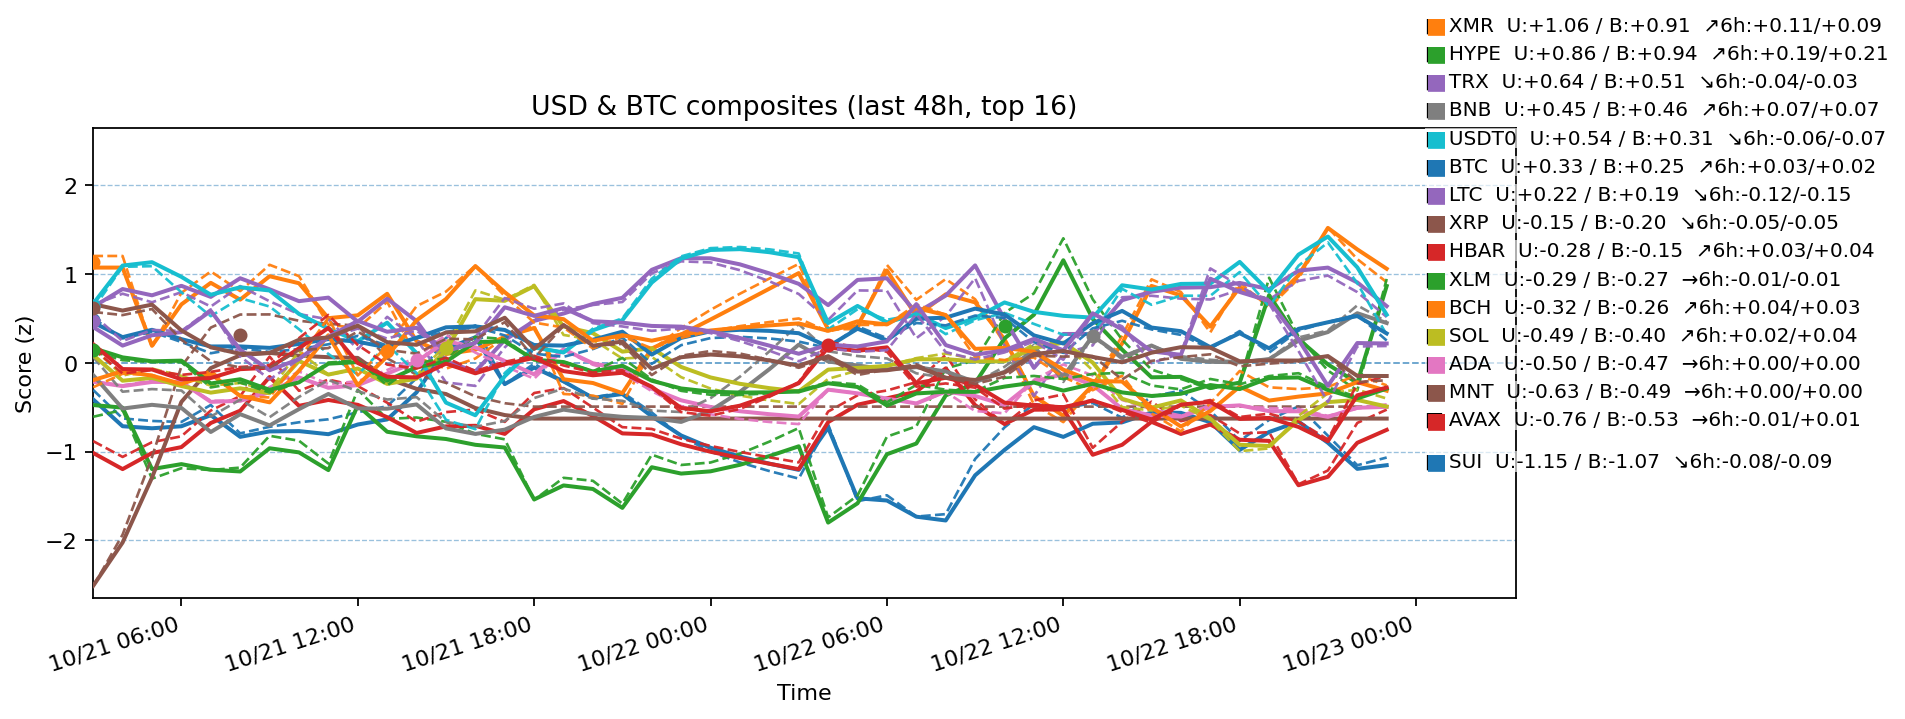 XMR U:+1.06 / B:+0.91 ↗6h:+0.11/+0.09
HYPE U:+0.86 / B:+0.94 ↗6h:+0.19/+0.21
TRX U:+0.64 / B:+0.51 ↘6h:-0.04/-0.03
BNB U:+0.45 / B:+0.46 ↗6h:+0.07/+0.07
USDT0 U:+0.54 / B:+0.31 ↘6h:-0.06/-0.07
BTC U:+0.33 / B:+0.25 ↗6h:+0.03/+0.02
LTC U:+0.22 / B:+0.19 ↘6h:-0.12/-0.15
XRP U:-0.15 / B:-0.20 ↘6h:-0.05/-0.05
HBAR U:-0.28 / B:-0.15 ↗6h:+0.03/+0.04
XLM U:-0.29 / B:-0.27 →6h:-0.01/-0.01
BCH U:-0.32 / B:-0.26 ↗6h:+0.04/+0.03
SOL U:-0.49 / B:-0.40 ↗6h:+0.02/+0.04
ADA U:-0.50 / B:-0.47 →6h:+0.00/+0.00
MNT U:-0.63 / B:-0.49 →6h:+0.00/+0.00
AVAX U:-0.76 / B:-0.53 →6h:-0.01/+0.01
SUI U:-1.15 / B:-1.07 ↘6h:-0.08/-0.09
USD & BTC composites (last 48h, top 16)
Score (z)
2
1
0
−1
−2
10/21 06:00
10/21 12:00
10/21 18:00
10/22 00:00
10/22 06:00
10/22 12:00
10/22 18:00
10/23 00:00
Time